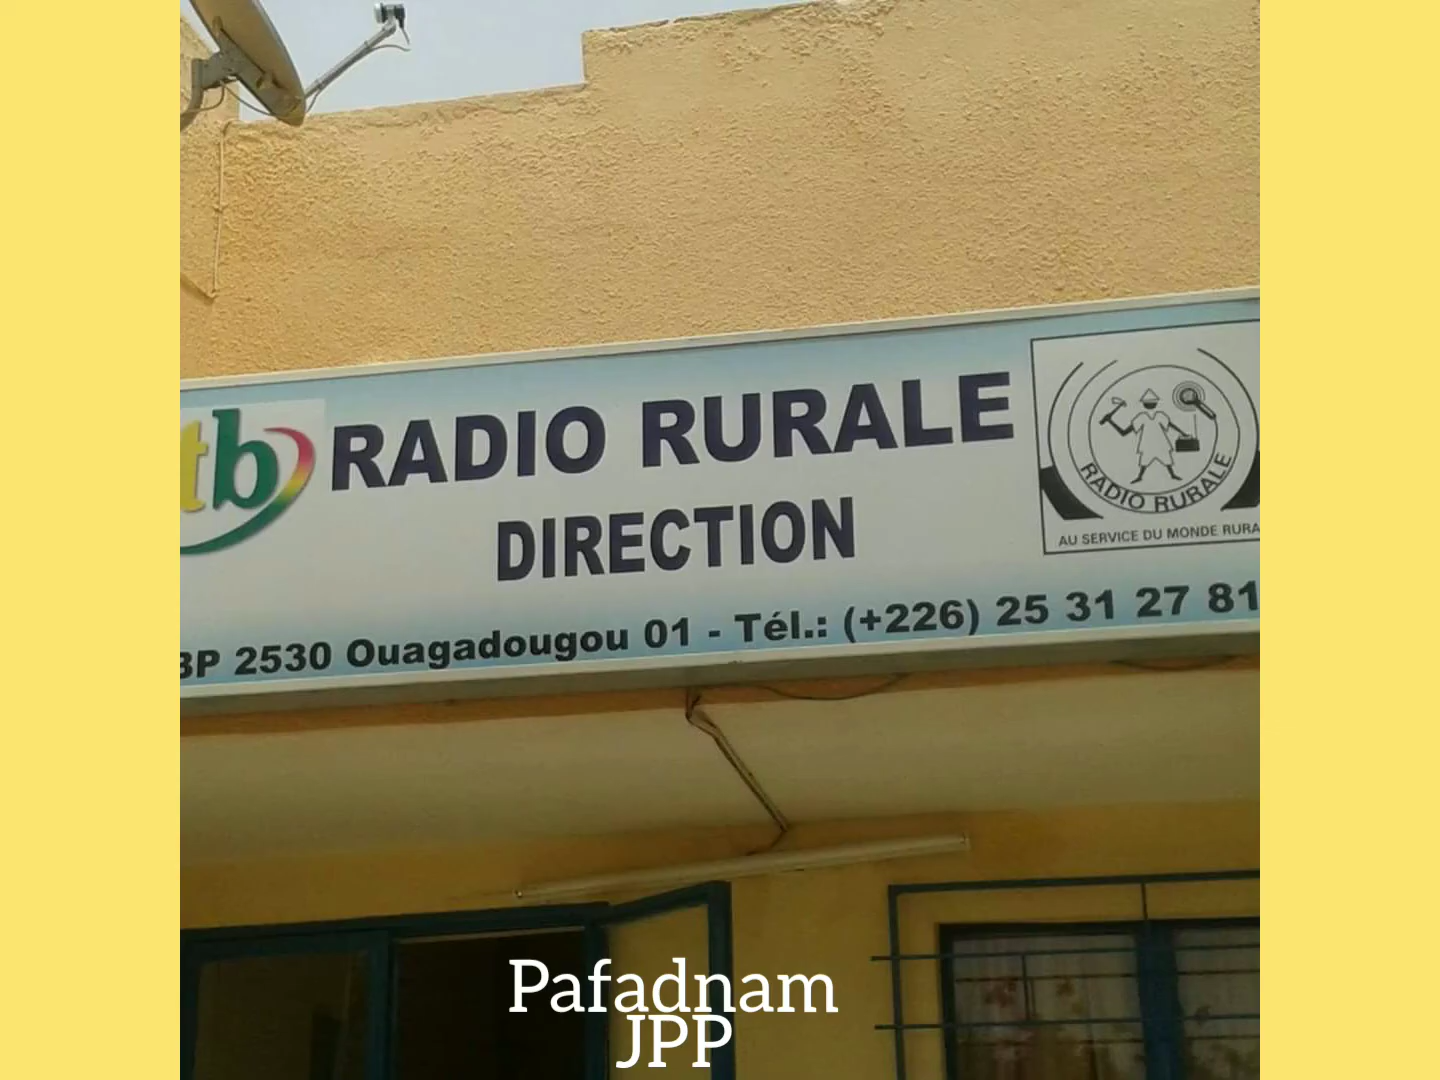 tb
RADIO RURALE
DIRECTION
BP 2530 Ouagadougou 01 - Tél.: (+226) 25 31 27 81
RADIO RURALE
AU SERVICE DU MONDE RURA
Pafadnam
JPP